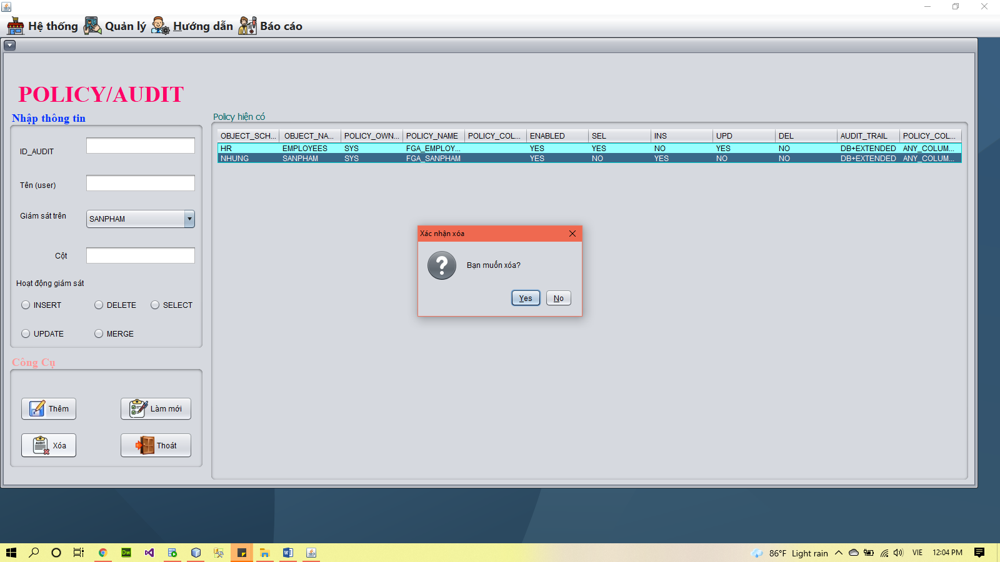 Hệ thống Quản lý Hướng dẫn Báo cáo
POLICY/AUDIT
Nhập thông tin
ID_AUDIT
Tên (user)
Giám sát trên SANPHAM
Cột
Hoạt động giám sát
INSERT DELETE SELECT
UPDATE MERGE
Công Cụ
Thêm Làm mới
Xóa Thoát
Policy hiện có
OBJECT_SCH... OBJECT_NA... POLICY_OWN... POLICY_NAME POLICY_COL... ENABLED SEL INS UPD DEL AUDIT_TRAIL POLICY_COL...
HR EMPLOYEES SYS FGA_EMPLOY... YES YES NO YES NO DB+EXTENDED ANY_COLUM...
NHUNG SANPHAM SYS FGA_SANPHAM YES NO YES NO NO DB+EXTENDED ANY_COLUM...
Xác nhận xóa
Bạn muốn xóa?
Yes No
Dw 86°F Light rain VIE 12:04 PM